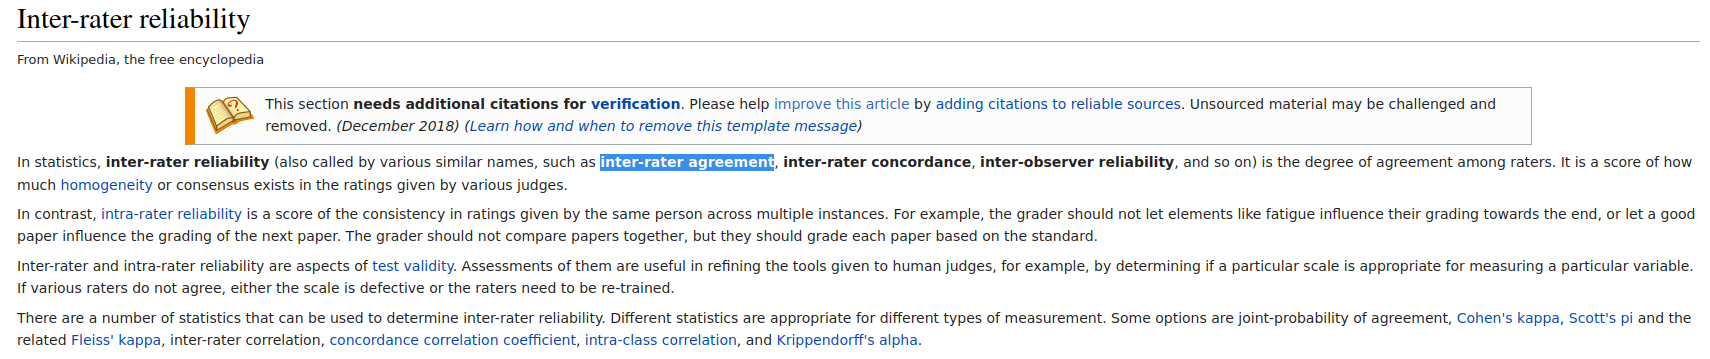 Inter-rater reliability
From Wikipedia, the free encyclopedia
This section needs additional citations for verification. Please help improve this article by adding citations to reliable sources. Unsourced material may be challenged and
removed. (December 2018) (Learn how and when to remove this template message)
In statistics, inter-rater reliability (also called by various similar names, such as inter-rater agreement, inter-rater concordance, inter-observer reliability, and so on) is the degree of agreement among raters. It is a score of how
much homogeneity or consensus exists in the ratings given by various judges.
In contrast, intra-rater reliability is a score of the consistency in ratings given by the same person across multiple instances. For example, the grader should not let elements like fatigue influence their grading towards the end, or let a good
paper influence the grading of the next paper. The grader should not compare papers together, but they should grade each paper based on the standard.
Inter-rater and intra-rater reliability are aspects of test validity. Assessments of them are useful in refining the tools given to human judges, for example, by determining if a particular scale is appropriate for measuring a particular variable.
If various raters do not agree, either the scale is defective or the raters need to be re-trained.
There are a number of statistics that can be used to determine inter-rater reliability. Different statistics are appropriate for different types of measurement. Some options are joint-probability of agreement, Cohen's kappa, Scott's pi and the
related Fleiss' kappa, inter-rater correlation, concordance correlation coefficient, intra-class correlation, and Krippendorff's alpha.